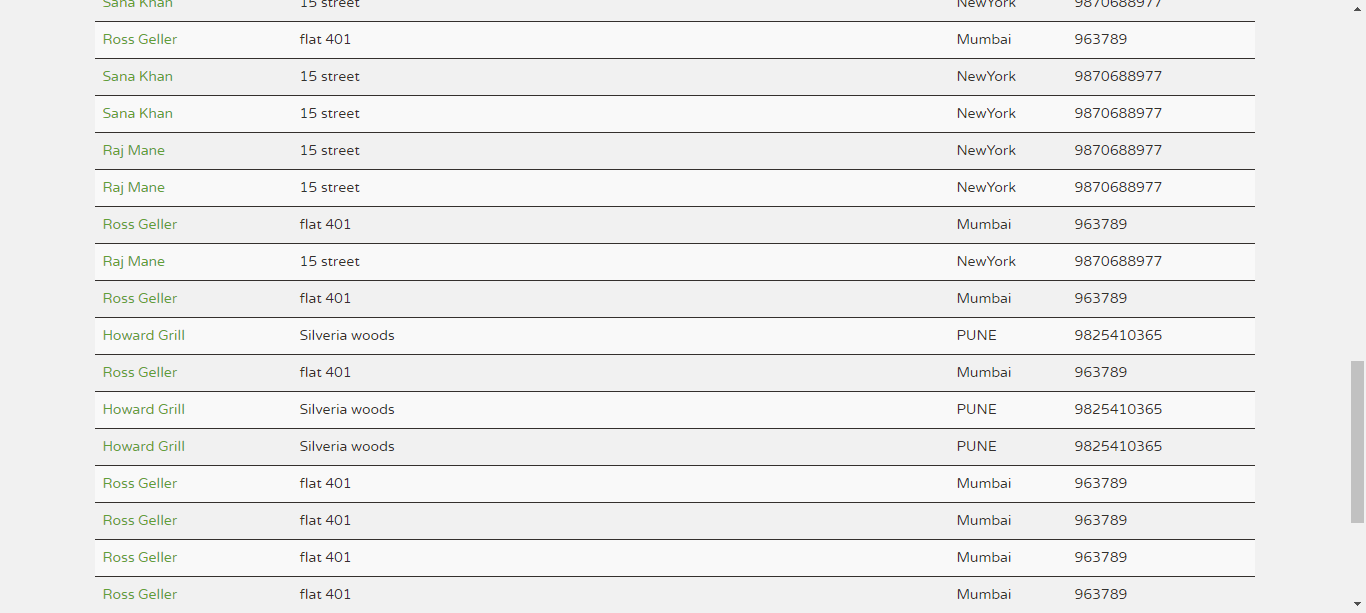 Sana Khan 15 street NewYork 9870688977
Ross Geller flat 401 Mumbai 963789
Sana Khan 15 street NewYork 9870688977
Sana Khan 15 street NewYork 9870688977
Raj Mane 15 street NewYork 9870688977
Raj Mane 15 street NewYork 9870688977
Ross Geller flat 401 Mumbai 963789
Raj Mane 15 street NewYork 9870688977
Ross Geller flat 401 Mumbai 963789
Howard Grill Silveria woods PUNE 9825410365
Ross Geller flat 401 Mumbai 963789
Howard Grill Silveria woods PUNE 9825410365
Howard Grill Silveria woods PUNE 9825410365
Ross Geller flat 401 Mumbai 963789
Ross Geller flat 401 Mumbai 963789
Ross Geller flat 401 Mumbai 963789
Ross Geller flat 401 Mumbai 963789